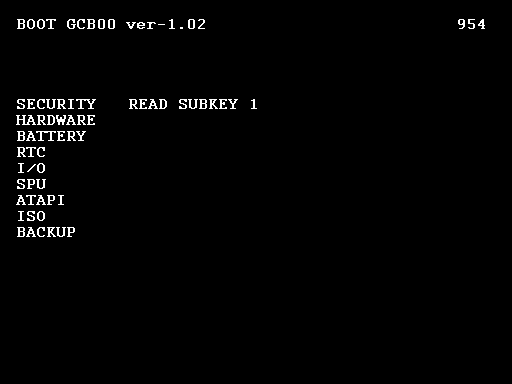 BOOT GCB00 ver-1.02 954
SECURITY READ SUBKEY 1
HARDWARE
BATTERY
RTC
I/O
SPU
ATAPI
ISO
BACKUP